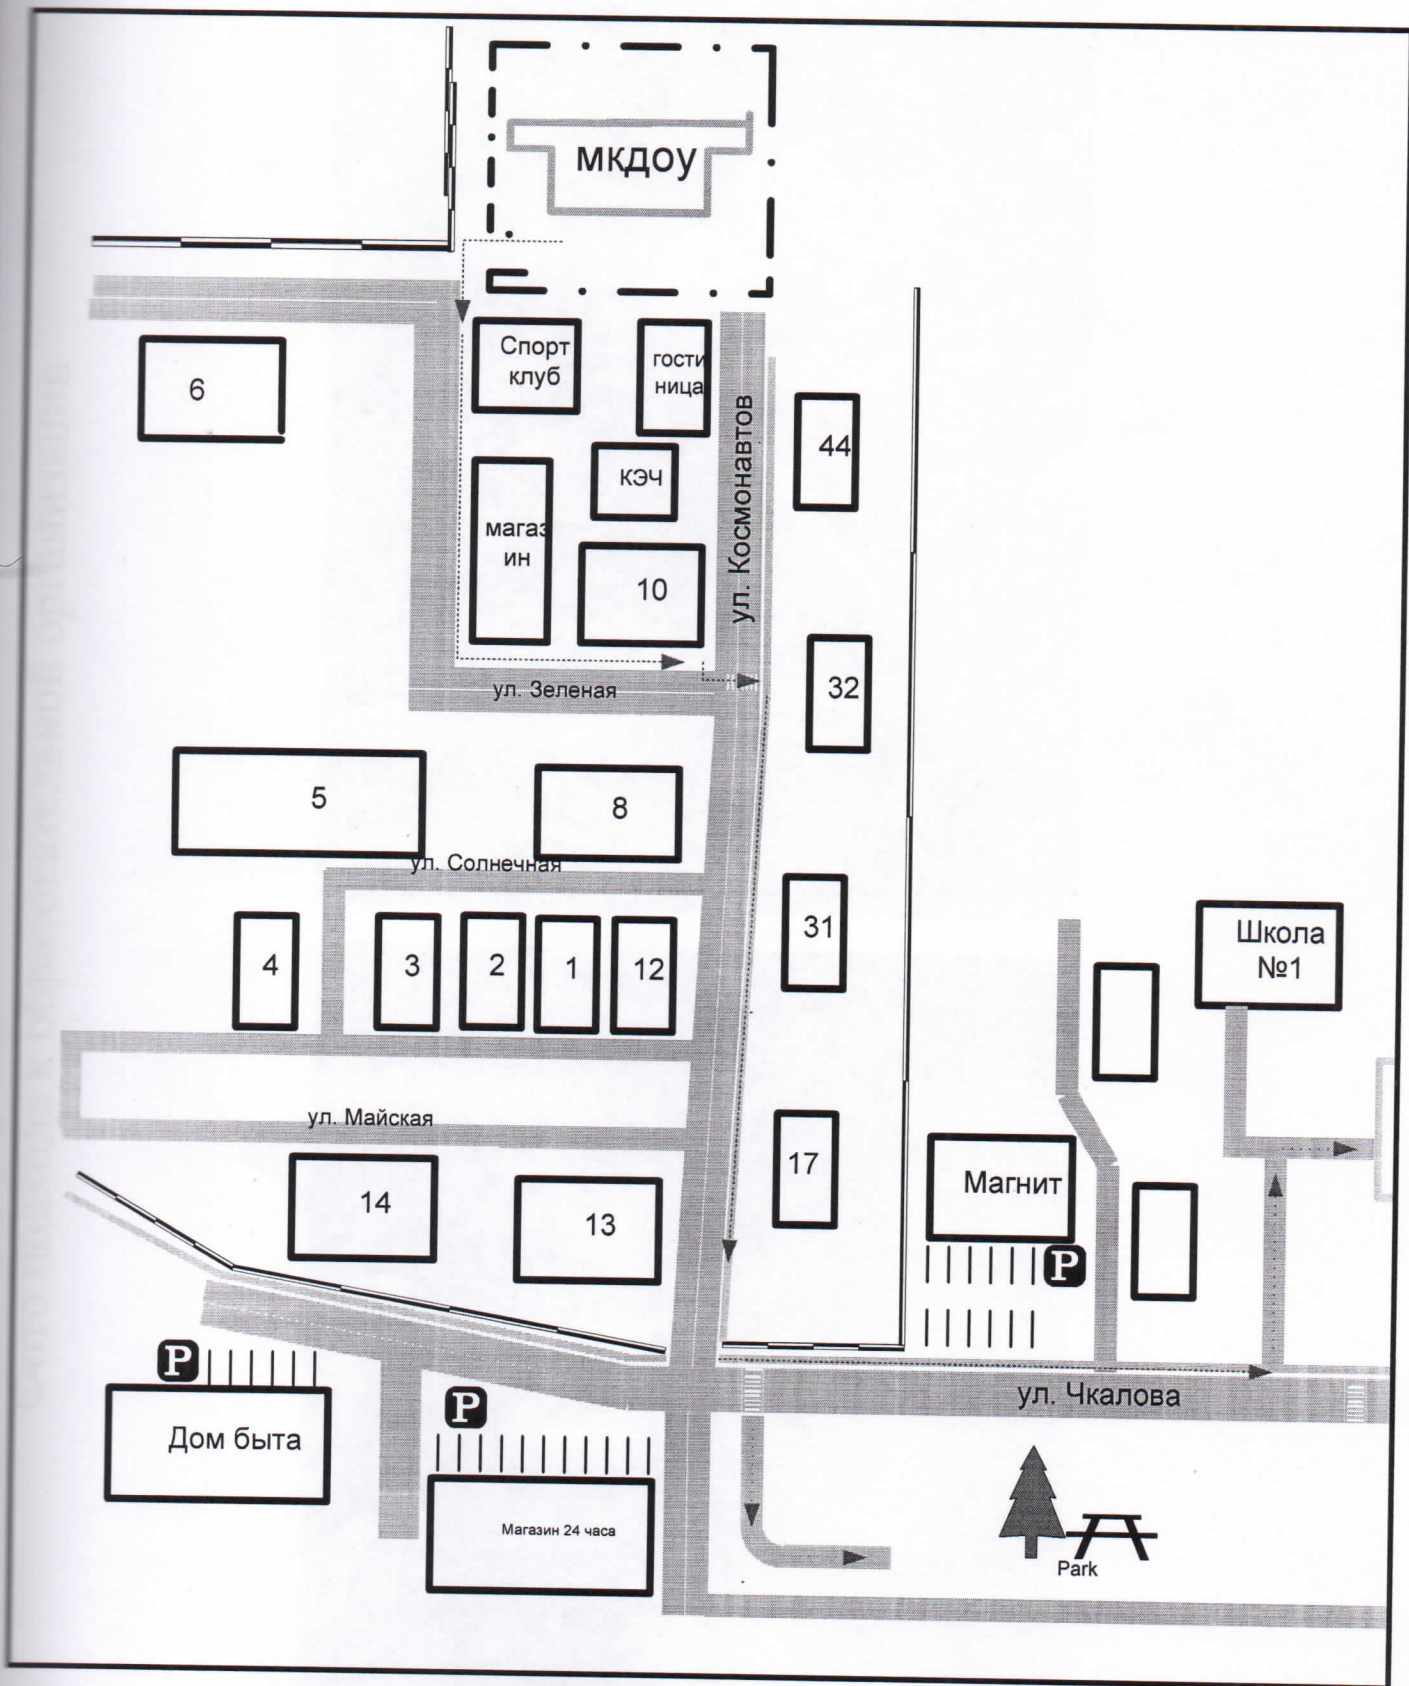 мкдоу
Спорт
клуб
гости
ница
6
ул. Космонавтов
44
КЭЧ
магаз
ин
10
32
ул. Зеленая
5
8
ул. Солнечная
31
Школа
№1
4
3
2
1
12
ул. Майская
17
Магнит
14
13
P
P
ул. Чкалова
P
Дом быта
Магазин 24 часа
Park